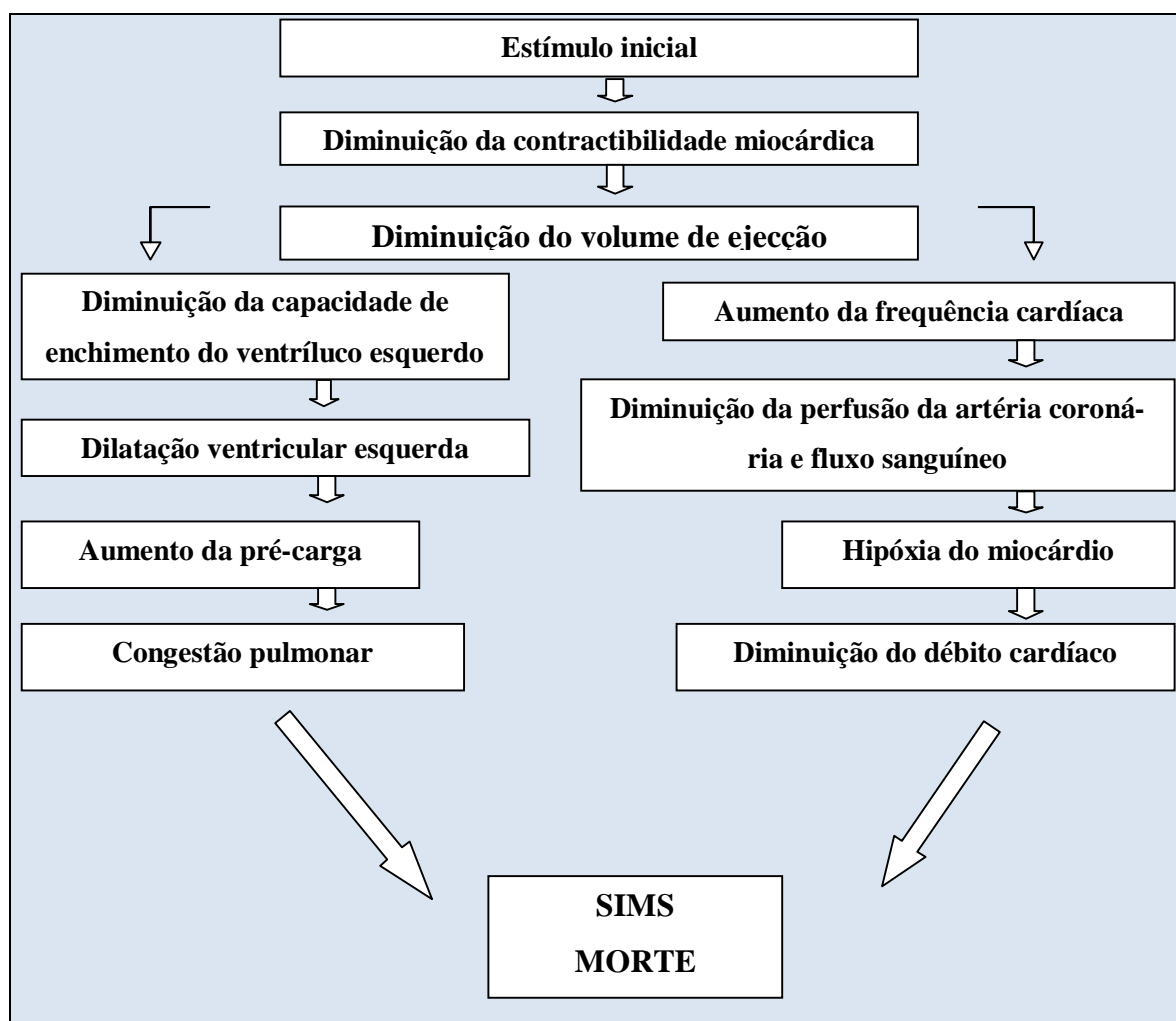 Estímulo inicial
Diminuição da contractibilidade miocárdica
Diminuição do volume de ejecção
Diminuição da capacidade de
enchimento do ventríluco esquerdo
Dilatação ventricular esquerda
Aumento da pré-carga
Congestão pulmonar
Aumento da frequência cardíaca
Diminuição da perfusão da artéria coroná-
ria e fluxo sanguíneo
Hipóxia do miocárdio
Diminuição do débito cardíaco
SIMS
MORTE